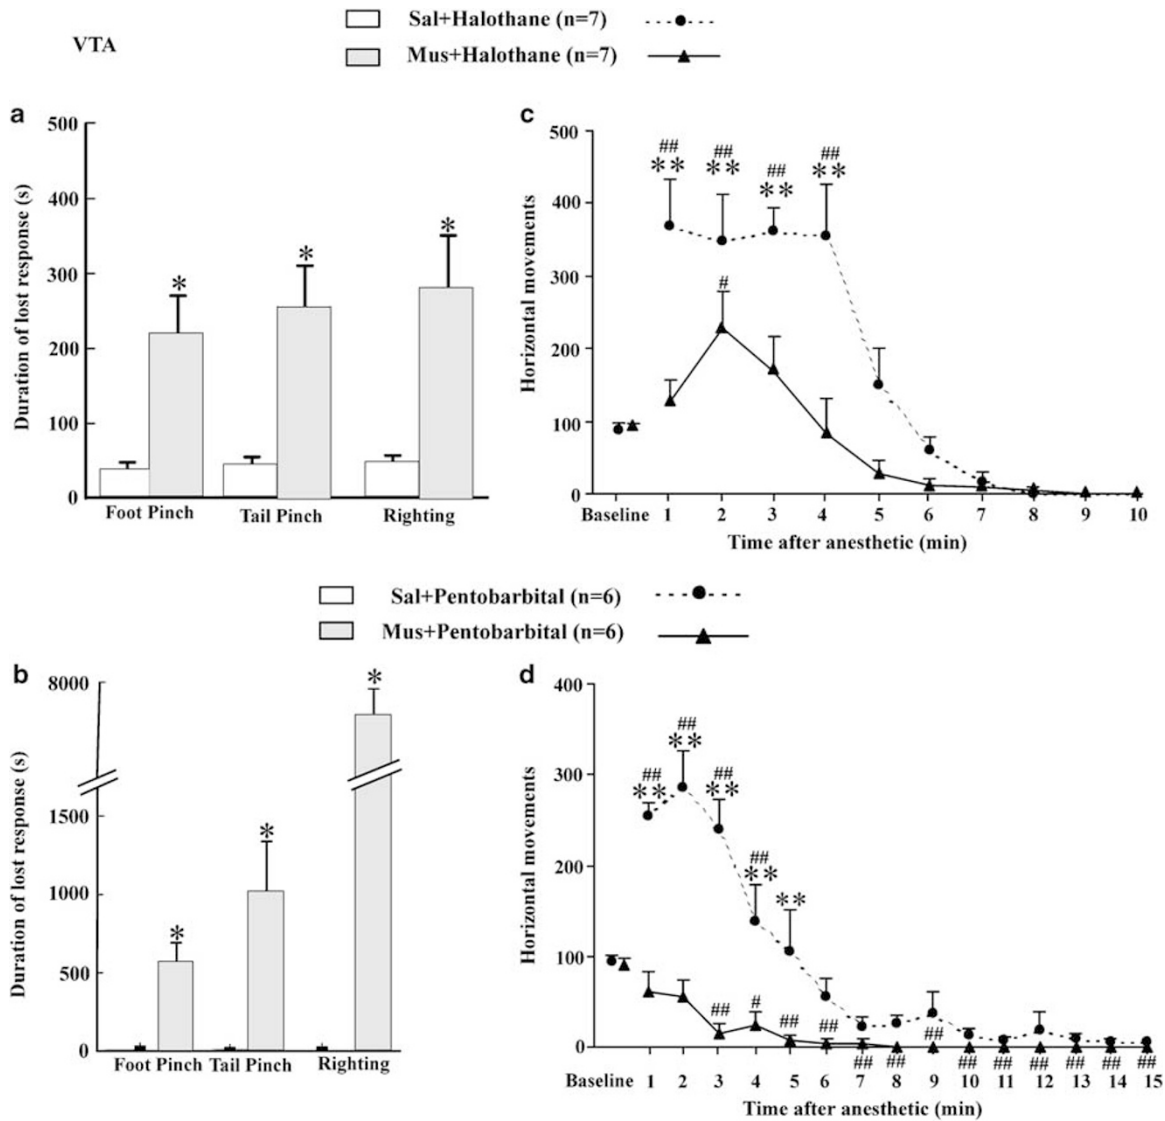 VTA
Sal+Halothane (n=7)
Mus+Halothane (n=7)
a
Duration of lost response (s)
500
400
300
200
100
0
*
*
*
Foot Pinch
Tail Pinch
Righting
c
Horizontal movements
500
400
300
200
100
0
## ## ## ##
** ** ** **
#
Baseline 1 2 3 4 5 6 7 8 9 10
Time after anesthetic (min)
Sal+Pentobarbital (n=6)
Mus+Pentobarbital (n=6)
b
Duration of lost response (s)
8000
1500
1000
500
0
*
*
*
Foot Pinch Tail Pinch Righting
d
Horizontal movements
400
300
200
100
0
## ## ## ##
** ** ** ** **
## # ## ## ##
## ## ## ## ## ## ## ##
Baseline 1 2 3 4 5 6 7 8 9 10 11 12 13 14 15
Time after anesthetic (min)